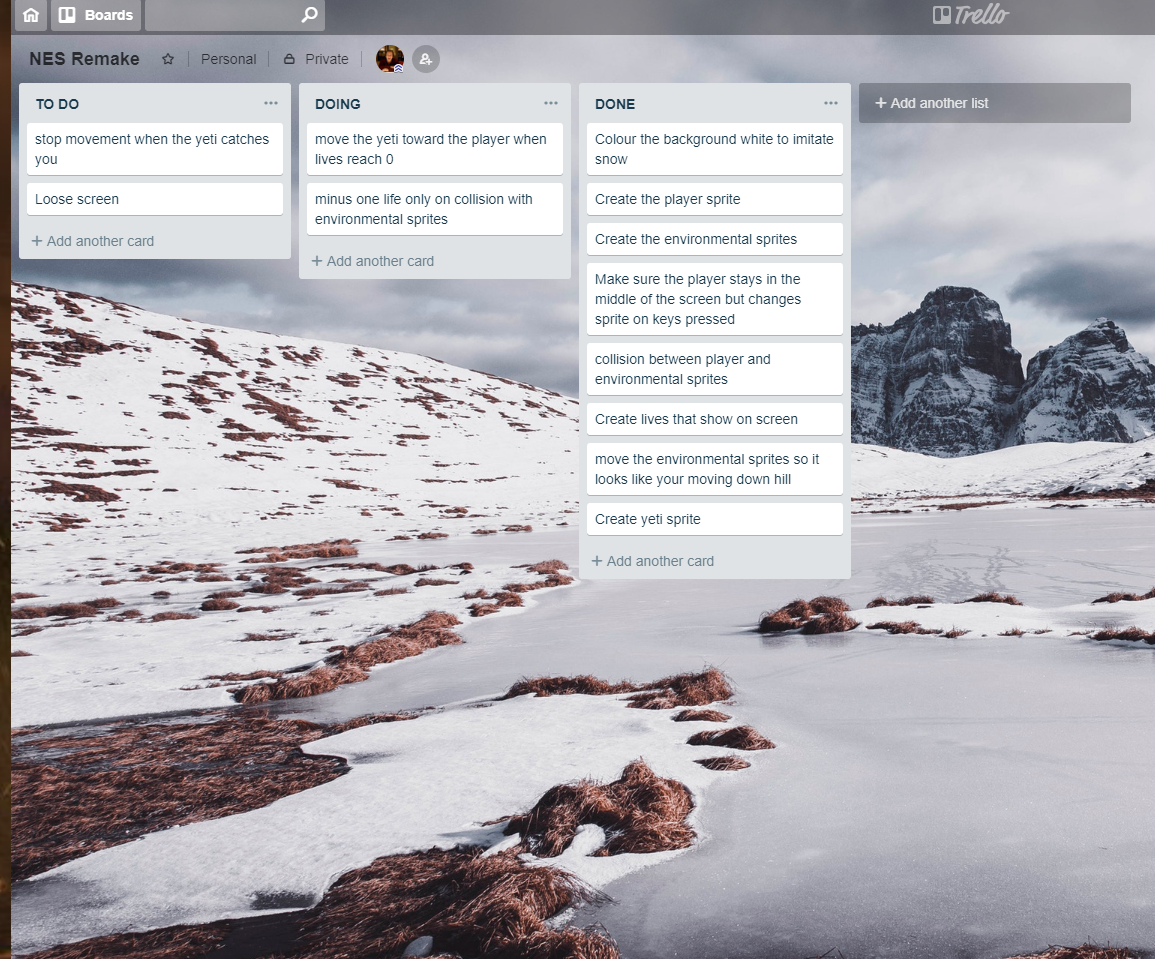 Boards
Trello
NES Remake
Personal
Private
TO DO
stop movement when the yeti catches
you
Loose screen
+ Add another card
DOING
move the yeti toward the player when
lives reach 0
minus one life only on collision with
environmental sprites
+ Add another card
DONE
Colour the background white to imitate
snow
Create the player sprite
Create the environmental sprites
Make sure the player stays in the
middle of the screen but changes
sprite on keys pressed
collision between player and
environmental sprites
Create lives that show on screen
move the environmental sprites so it
looks like your moving down hill
Create yeti sprite
+ Add another card
+ Add another list